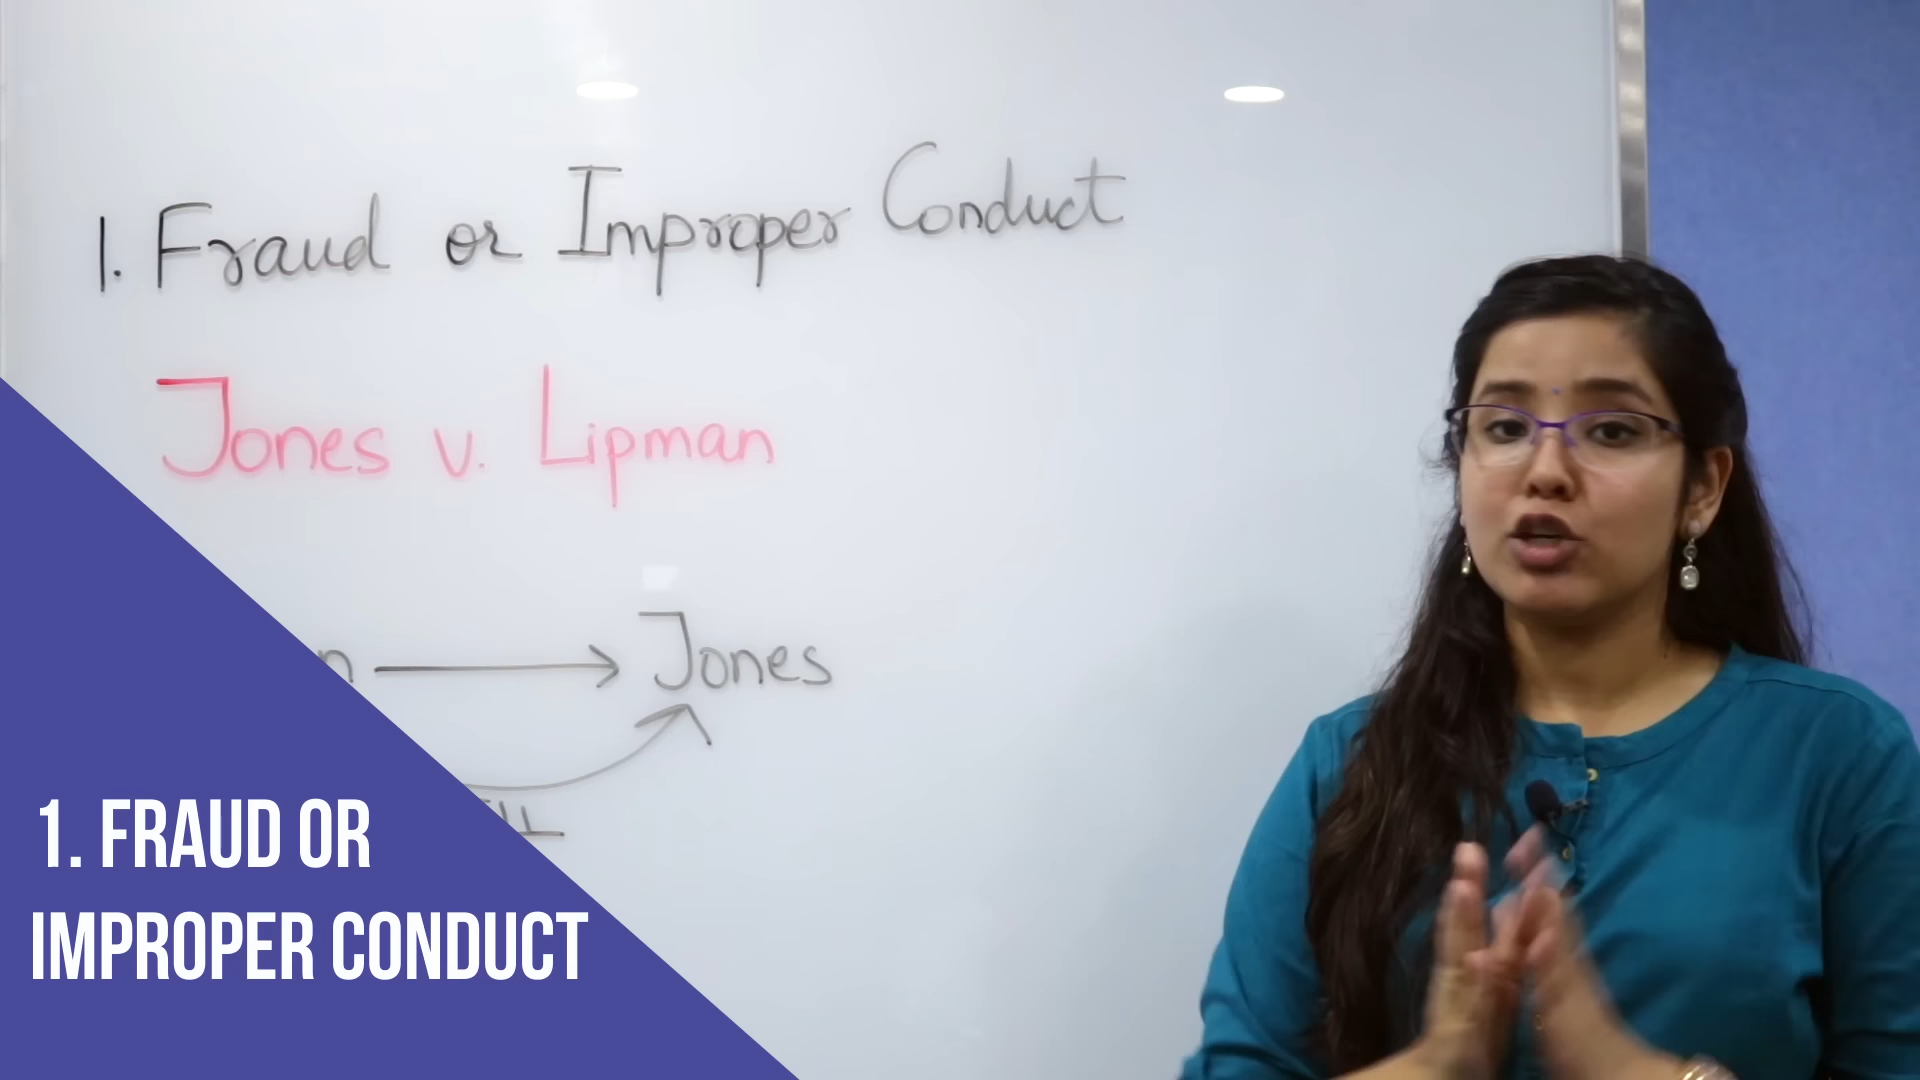 1. Fraud or Improper Conduct
Jones v. Lipman
n → Jones
1. FRAUD OR
IMPROPER CONDUCT